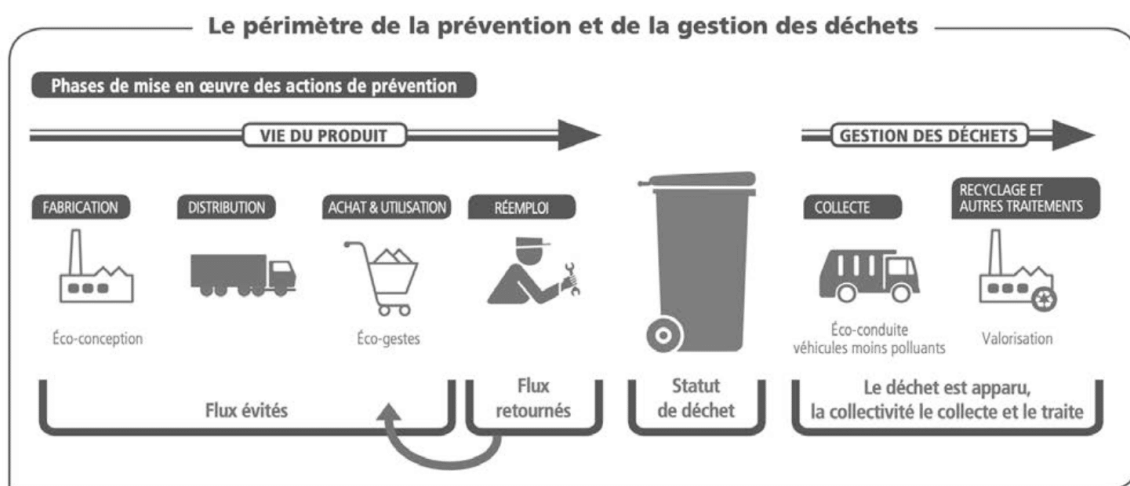 Le périmètre de la prévention et de la gestion des déchets
Phases de mise en œuvre des actions de prévention
VIE DU PRODUIT
GESTION DES DÉCHETS
FABRICATION
DISTRIBUTION
ACHAT & UTILISATION
RÉEMPLOI
COLLECTE
RECYCLAGE ET
AUTRES TRAITEMENTS
Éco-conception
Éco-gestes
Éco-conduite
véhicules moins polluants
Valorisation
Flux évités
Flux
retournés
Statut
de déchet
Le déchet est apparu,
la collectivité le collecte et le traite